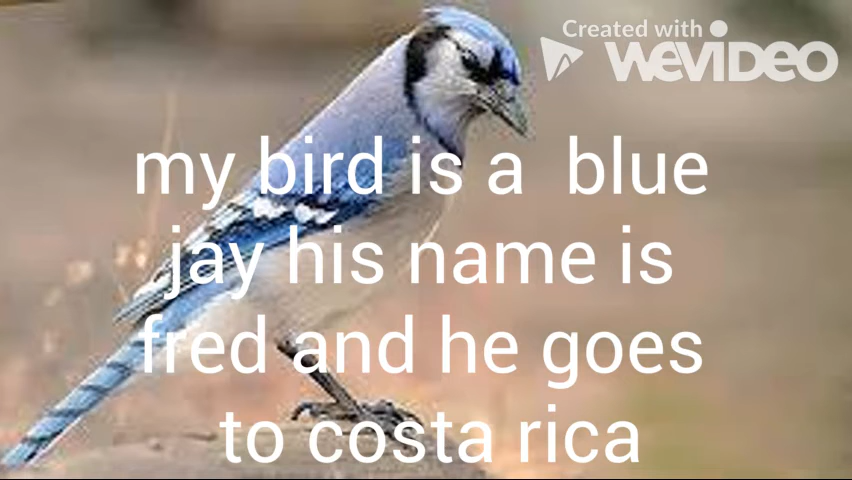 Created with
WEVIDEO
my bird is a  blue
jay his name is
fred and he goes
to costa rica